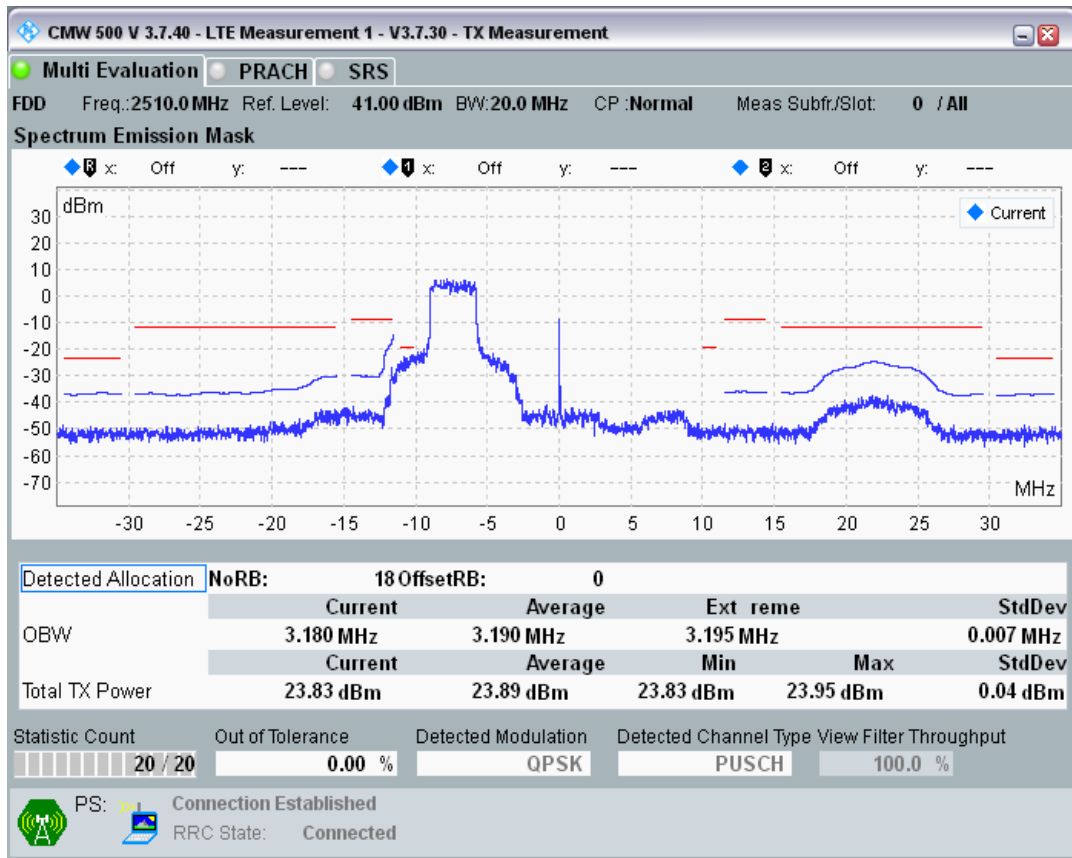 CMW 500 V 3.7.40 - LTE Measurement 1 - V3.7.30 - TX Measurement
Multi Evaluation PRACH SRS
FDD Freq.:2510.0 MHz Ref. Level: 41.00 dBm BW:20.0 MHz CP :Normal Meas Subfr./Slot: 0 / All
Spectrum Emission Mask
R x: Off y: --- 1 x: Off y: --- 2 x: Off y: ---
dBm
Current
30
20
10
0
-10
-20
-30
-40
-50
-60
-70
MHz
-30 -25 -20 -15 -10 -5 0 5 10 15 20 25 30
Detected Allocation NoRB: 18 OffsetRB: 0
Current Average Ext reme StdDev
OBW 3.180 MHz 3.190 MHz 3.195 MHz 0.007 MHz
Current Average Min Max StdDev
Total TX Power 23.83 dBm 23.89 dBm 23.83 dBm 23.95 dBm 0.04 dBm
Statistic Count Out of Tolerance Detected Modulation Detected Channel Type View Filter Throughput
20 / 20 0.00 % QPSK PUSCH 100.0 %
PS: Connection Established
RRC State: Connected